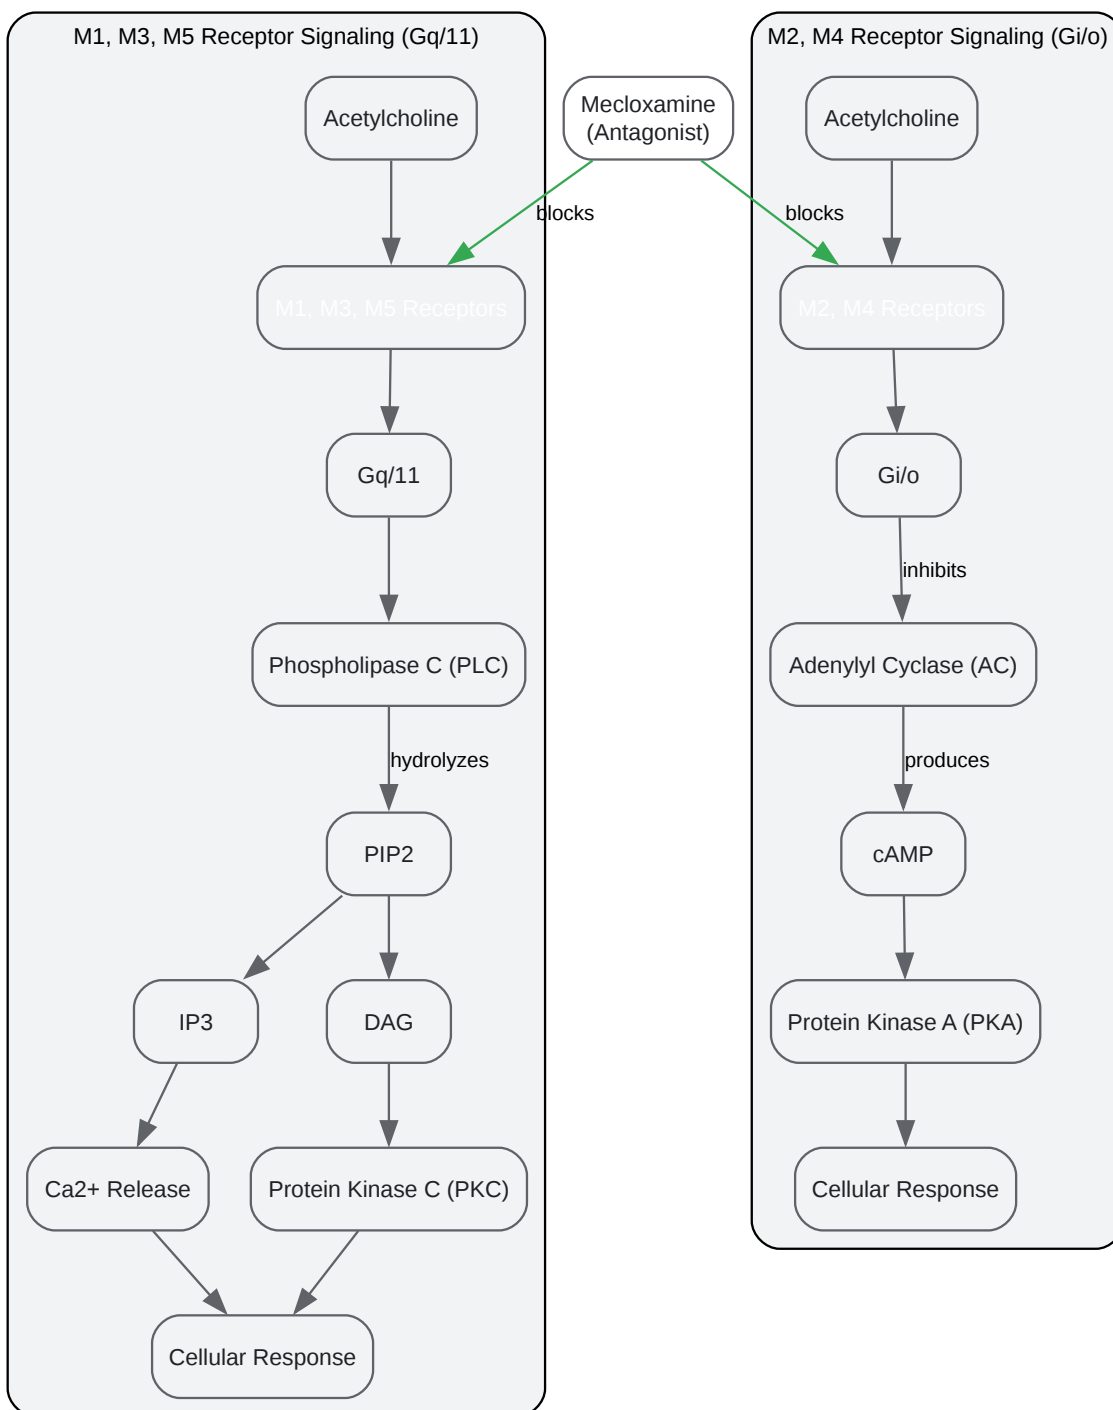 M1, M3, M5 Receptor Signaling (Gq/11)
Acetylcholine
M1, M3, M5 Receptors
Gq/11
Phospholipase C (PLC)
hydrolyzes
PIP2
IP3
DAG
Ca2+ Release
Protein Kinase C (PKC)
Cellular Response
Mecloxamine
(Antagonist)
blocks
blocks
M2, M4 Receptor Signaling (Gi/o)
Acetylcholine
M2, M4 Receptors
Gi/o
inhibits
Adenylyl Cyclase (AC)
produces
cAMP
Protein Kinase A (PKA)
Cellular Response